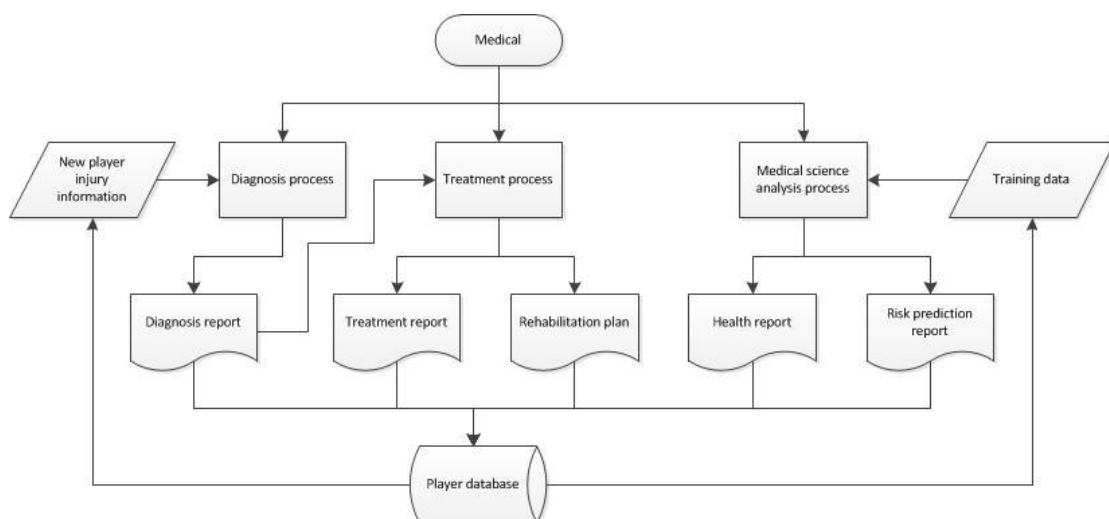 Medical
New player
injury
information
Diagnosis process
Treatment process
Medical science
analysis process
Training data
Diagnosis report
Treatment report
Rehabilitation plan
Health report
Risk prediction
report
Player database